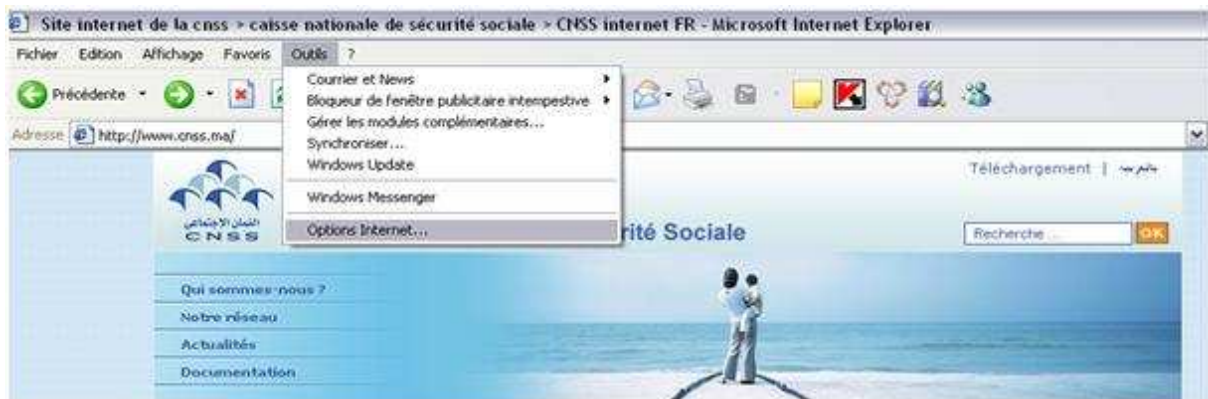 Site internet de la cnss > caisse nationale de sécurité sociale > CNSS internet FR - Microsoft Internet Explorer
Fichier Edition Affichage Favoris Outils ?
Précédente
Courrier et News
Bloqueur de fenêtre publicitaire intempestive
Gérer les modules complémentaires...
Synchroniser...
Windows Update
Windows Messenger
Options Internet...
Adresse http://www.cnss.ma/
Téléchargement |
الضمان الاجتماعي
CNSS
rité Sociale
Recherche ... OK
Qui sommes-nous ?
Notre réseau
Actualités
Documentation